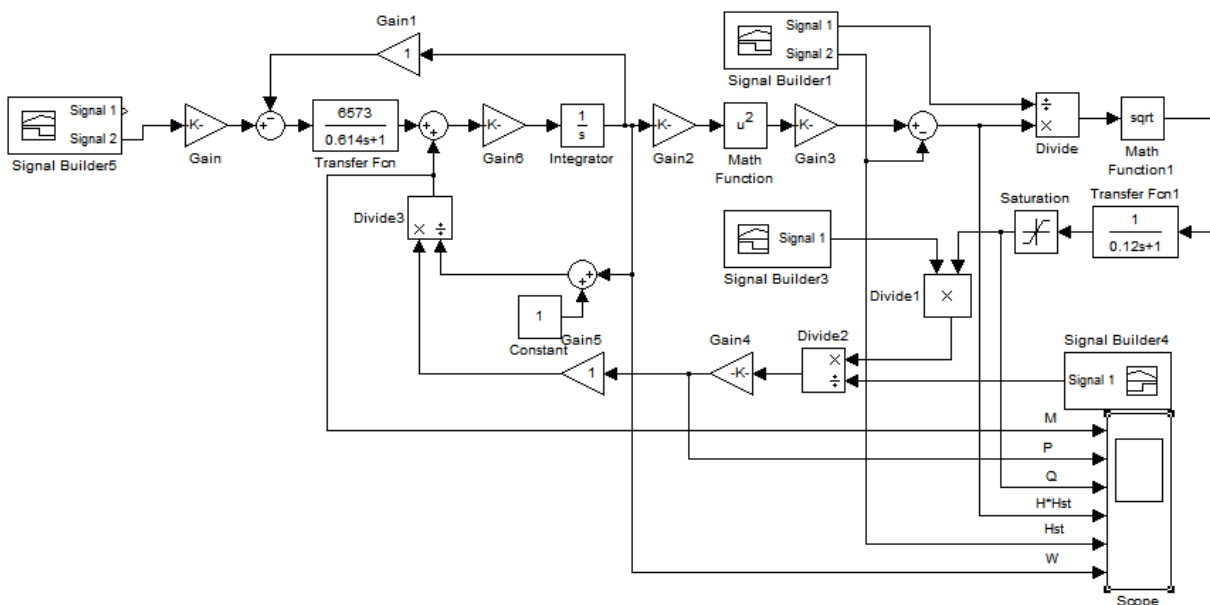 Gain1
1
Signal 1
Signal 2
Signal Builder1
Signal 1
Signal 2
Signal Builder5
K-
Gain
6573
0.614s+1
Transfer Fcn
K-
Gain6
1
s
Integrator
K-
Gain2
u²
Math
Function
K-
Gain3
÷
×
Divide
sqrt
Math
Function1
Divide3
× ÷
Signal 1
Signal Builder3
Saturation
Transfer Fcn1
1
0.12s+1
1
Constant
Divide1
×
Gain5
1
Gain4
-K-
Divide2
×
÷
Signal Builder4
Signal 1
M
P
Q
H*Hst
Hst
W
Scope